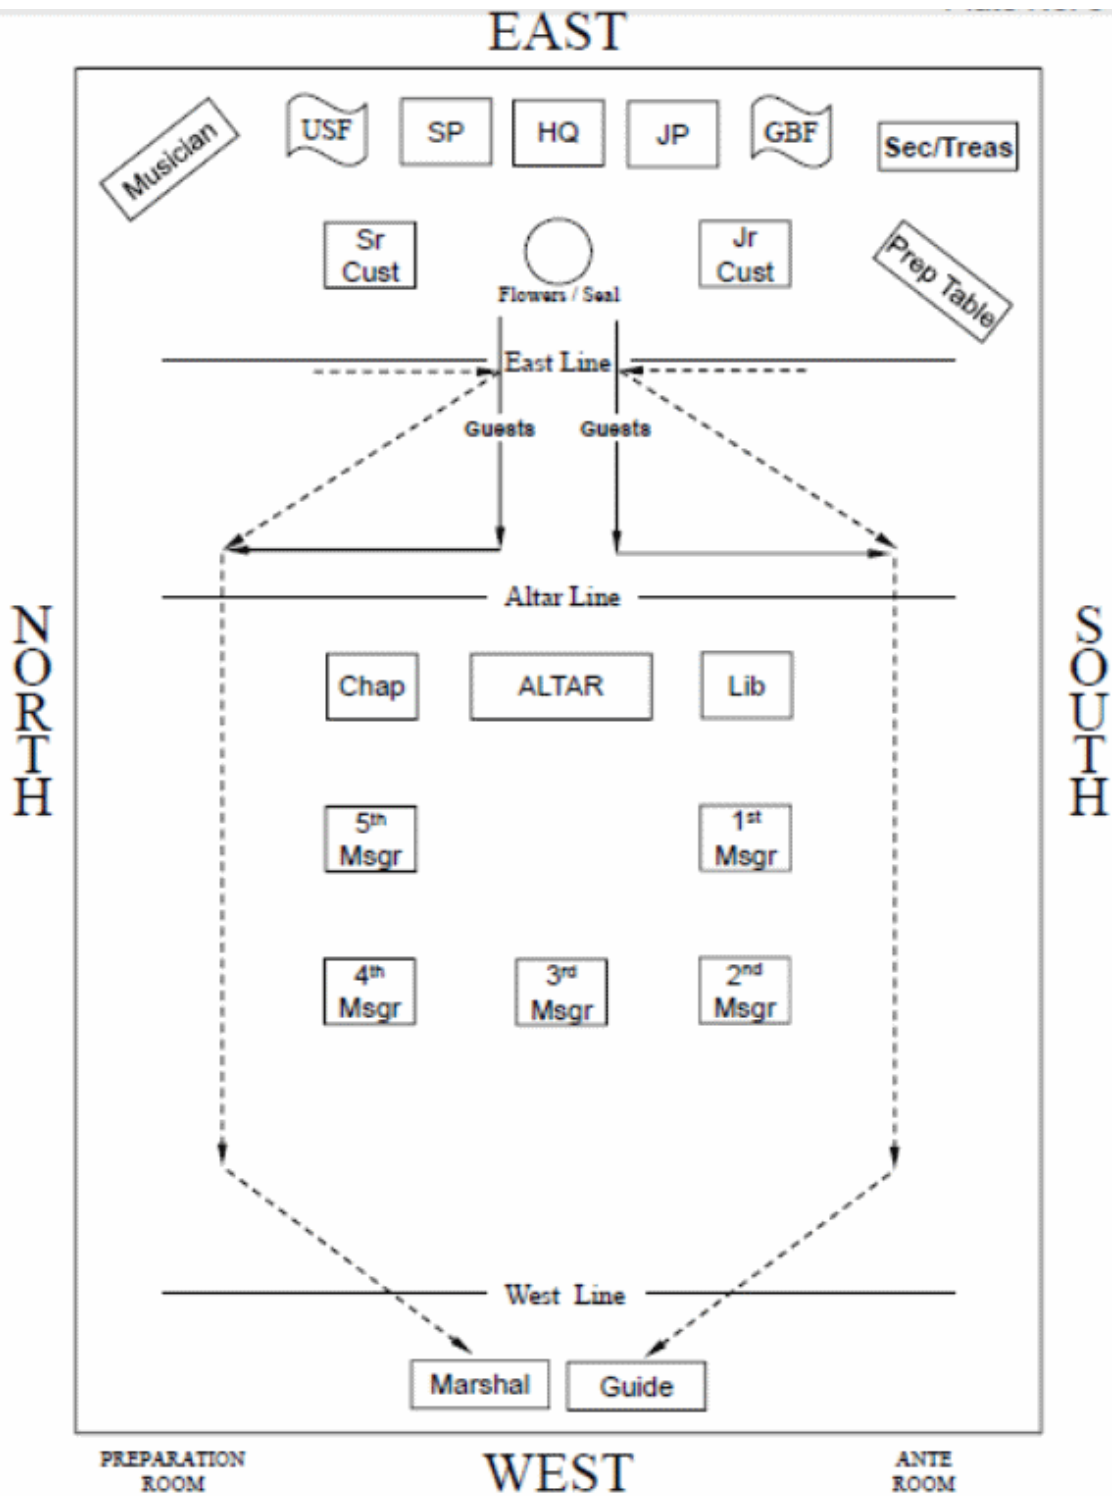 EAST
Musician
USF
SP
HQ
JP
GBF
Sec/Treas
Sr
Cust
Flowers / Seal
Jr
Cust
Prep Table
East Line
Guests
Guests
Altar Line
NORTH
SOUTH
Chap
ALTAR
Lib
5th
Msgr
1st
Msgr
4th
Msgr
3rd
Msgr
2nd
Msgr
West Line
Marshal
Guide
PREPARATION
ROOM
WEST
ANTE
ROOM